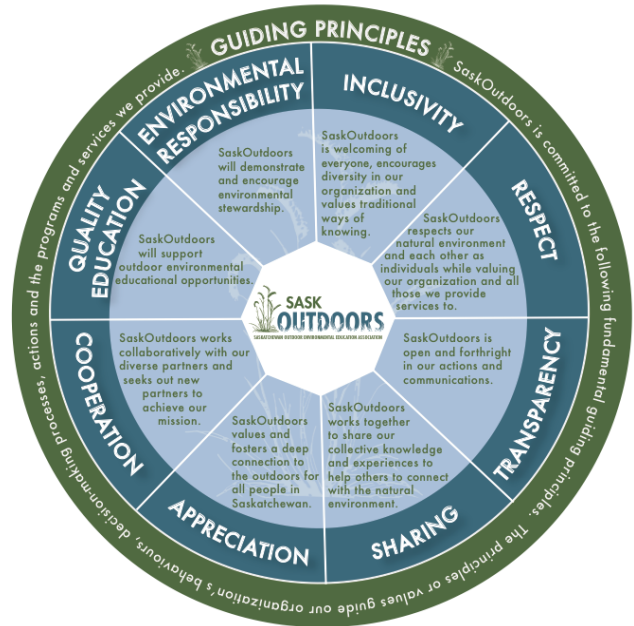 GUIDING PRINCIPLES
SaskOutdoors is committed to the following fundamental guiding principles. The principles or values guide our organization's behaviours, decision-making processes, actions and the programs and services we provide.
INCLUSIVITY
SaskOutdoors
is welcoming of
everyone, encourages
diversity in our
organization and
values traditional
ways of
knowing.
RESPECT
SaskOutdoors
respects our
natural environment
and each other as
individuals while valuing
our organization and all
those we provide
services to.
TRANSPARENCY
SaskOutdoors is
open and forthright
in our actions and
communications.
SHARING
SaskOutdoors
works together
to share our
collective knowledge
and experiences to
help others to connect
with the natural
environment.
APPRECIATION
SaskOutdoors
values and
fosters a deep
connection to
the outdoors for
all people in
Saskatchewan.
COOPERATION
SaskOutdoors works
collaboratively with our
diverse partners and
seeks out new
partners to
achieve our
mission.
QUALITY
EDUCATION
SaskOutdoors
will support
outdoor environmental
educational opportunities.
ENVIRONMENTAL
RESPONSIBILITY
SaskOutdoors
will demonstrate
and encourage
environmental
stewardship.
SASK
OUTDOORS
SASKATCHEWAN OUTDOOR ENVIRONMENTAL EDUCATION ASSOCIATION